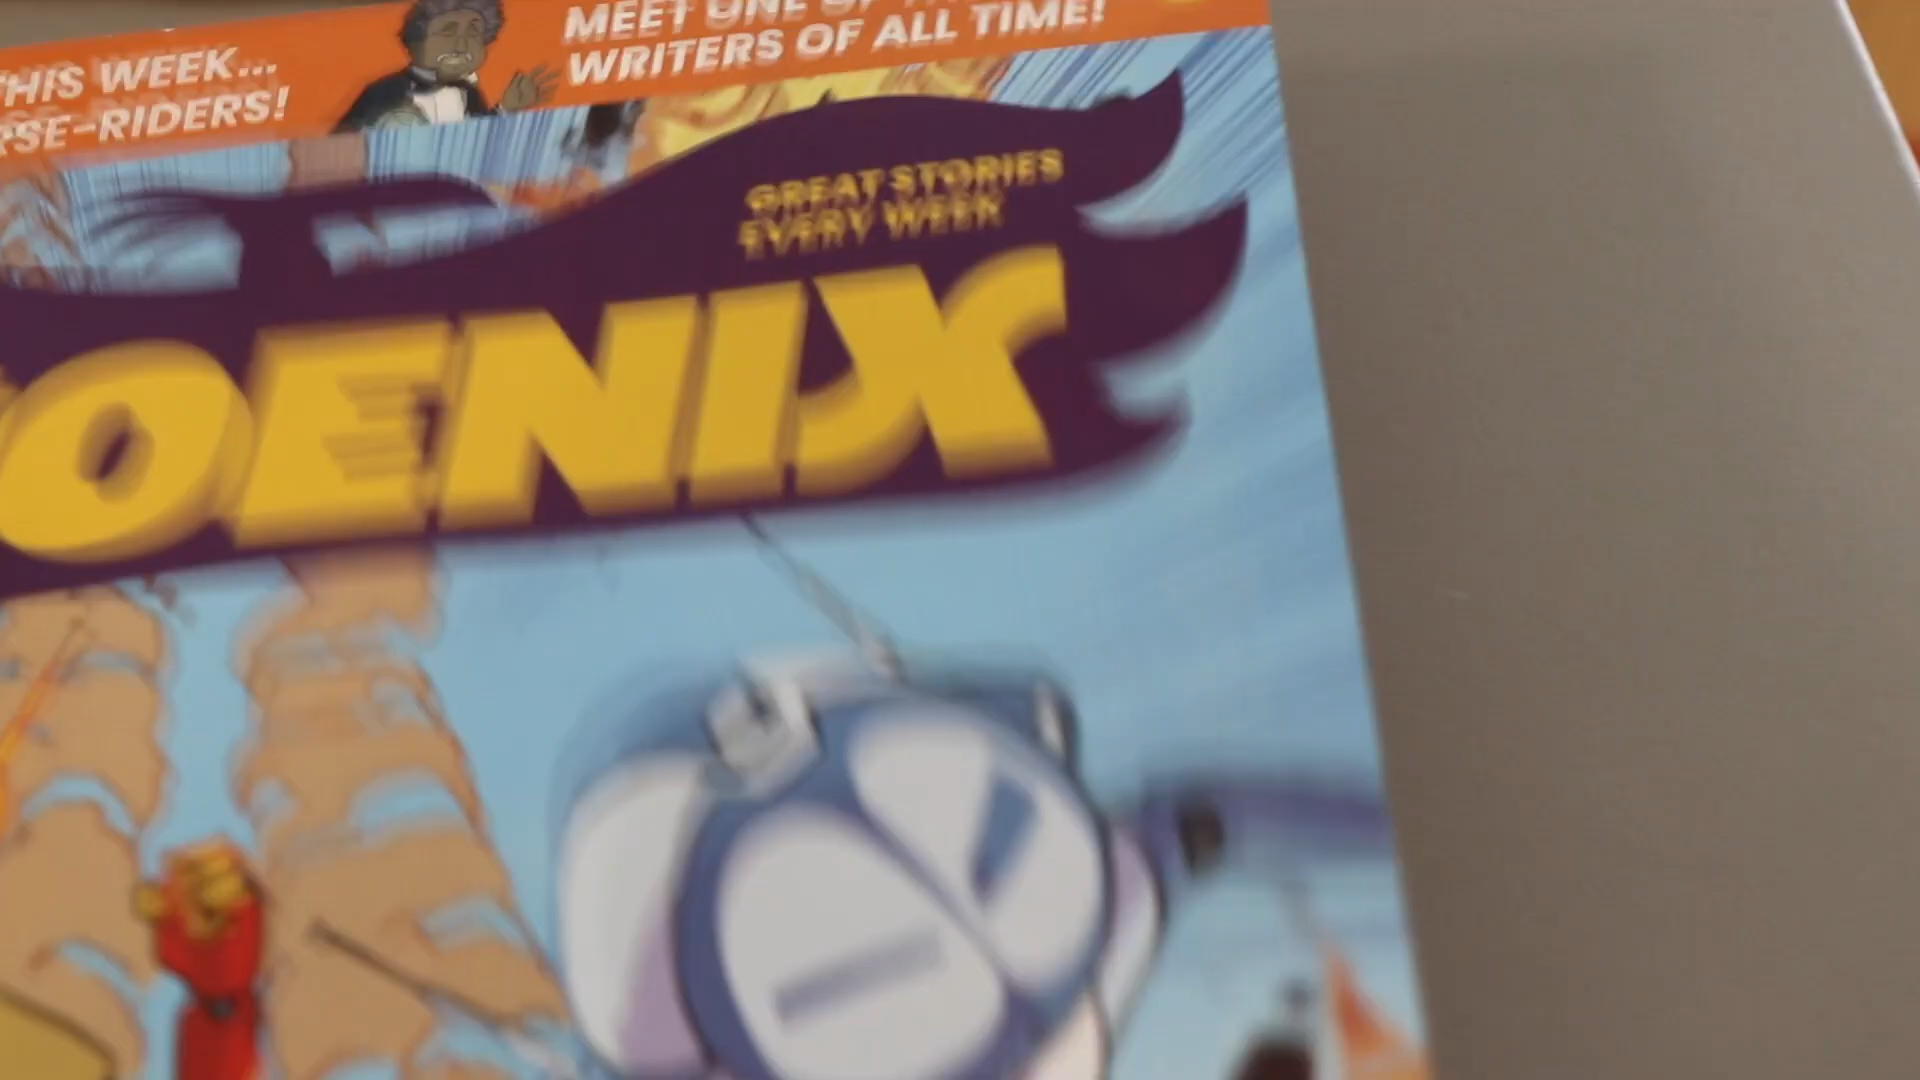 THIS WEEK...
RSE-RIDERS!
MEET ONE OF
WRITERS OF ALL TIME!
GREAT STORIES
EVERY WEEK
OENIX